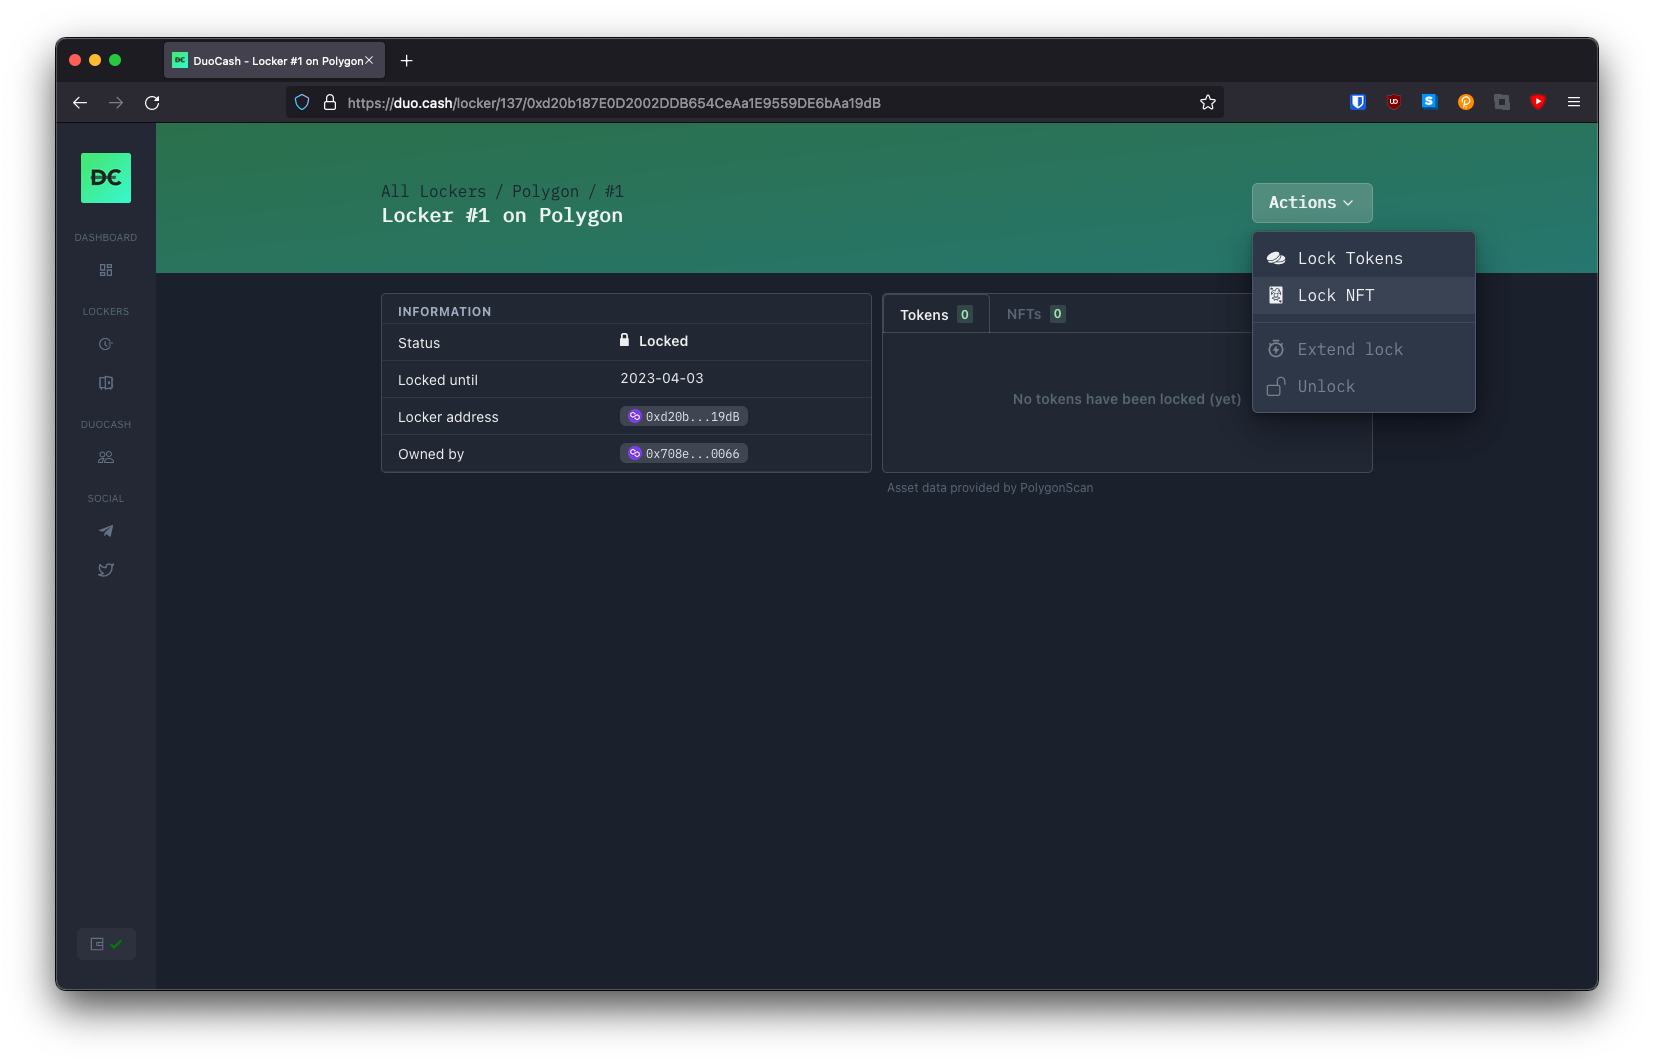 DC DuoCash - Locker #1 on Polygon
https://duo.cash/locker/137/0xd20b187E0D2002DDB654CeAa1E9559DE6bAa19dB
DC
DASHBOARD
LOCKERS
DUOCASH
SOCIAL
All Lockers / Polygon / #1
Locker #1 on Polygon
Actions
Lock Tokens
Lock NFT
Extend lock
Unlock
INFORMATION
Status Locked
Locked until 2023-04-03
Locker address 0xd20b...19dB
Owned by 0x708e...0066
Tokens 0 NFTs 0
No tokens have been locked (yet)
Asset data provided by PolygonScan